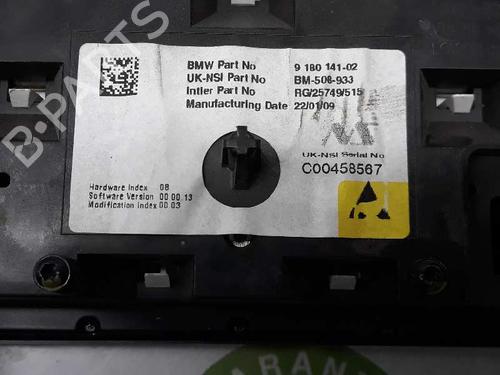 BMW Part No 9 180 141-02
UK-NSI Part No BM-508-933
Intier Part No RG/25749/515
Manufacturing Date 22/01/09
UK-NSI Serial No
C00458567
Hardware Index 08
Software Version 00 00.13
Modification Index 00 03
B-PARTS